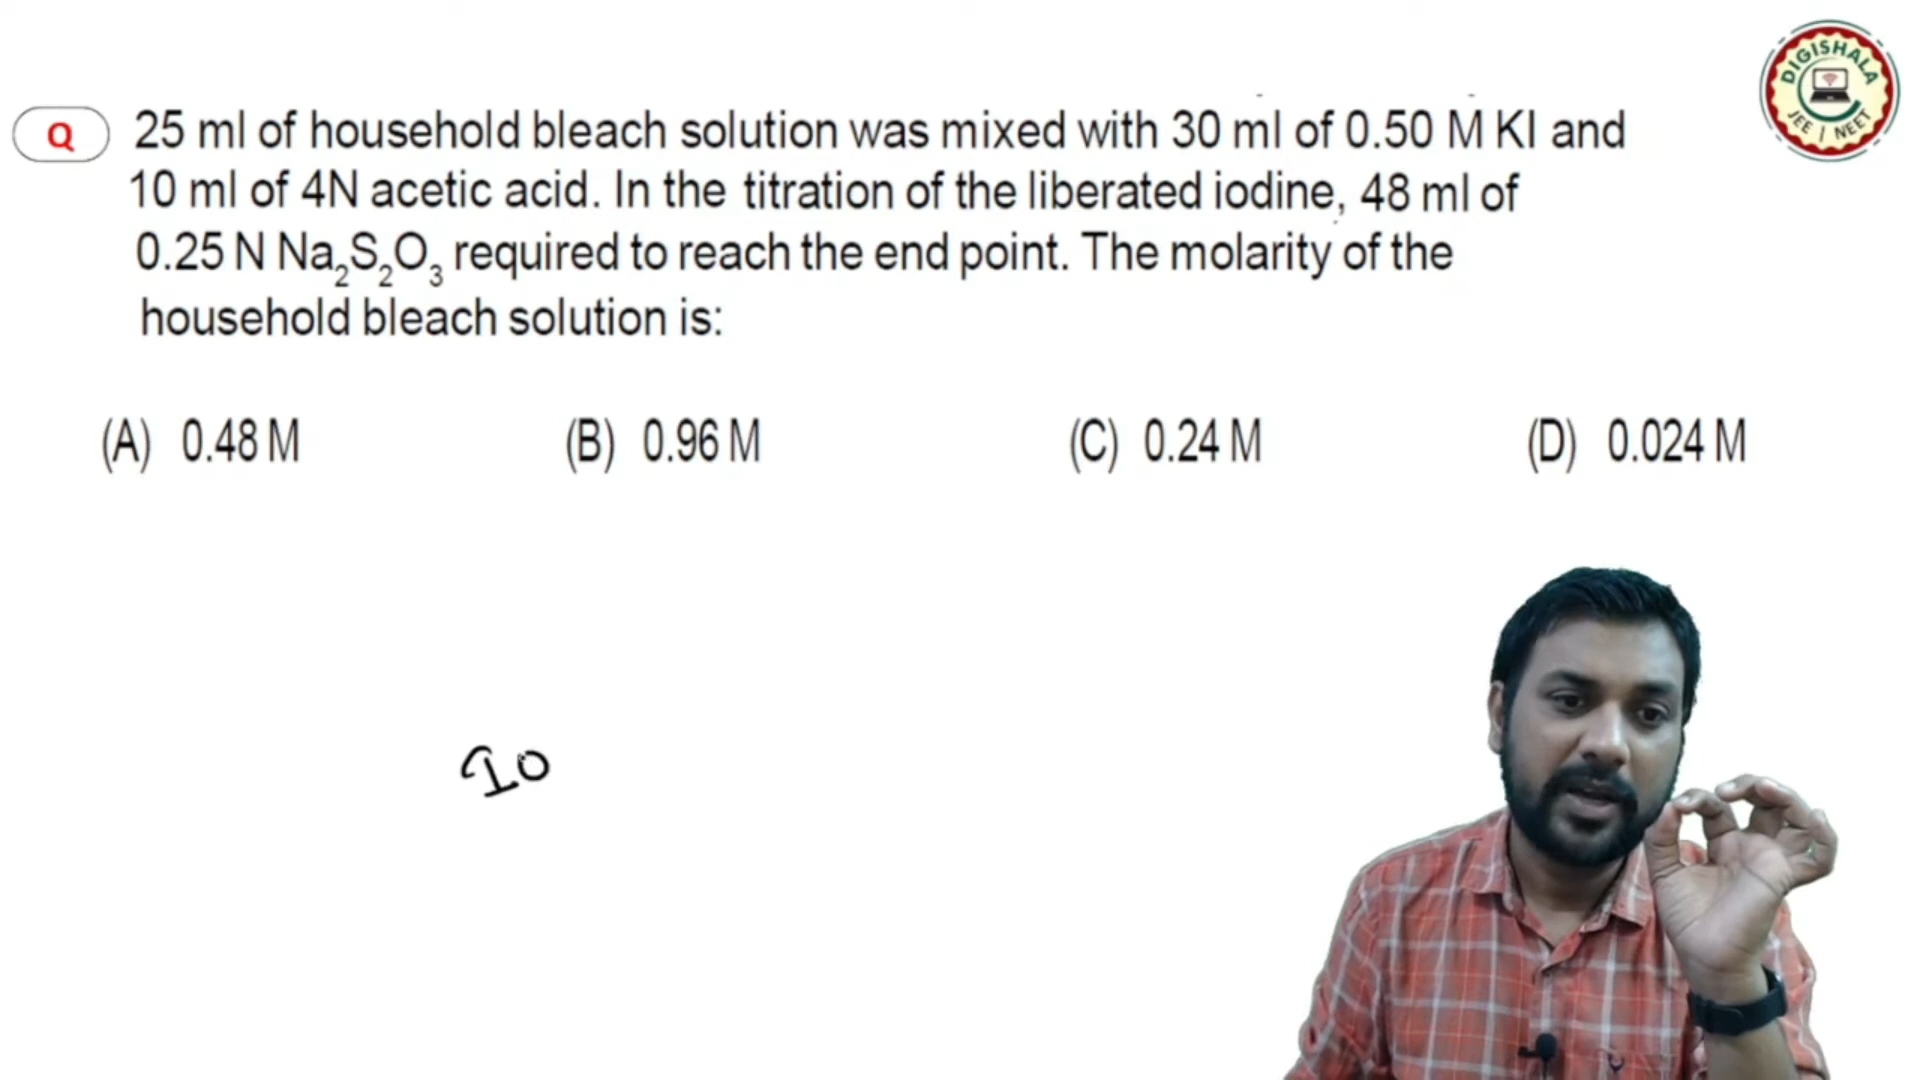 DIGISHALA
JEE | NEET
Q 25 ml of household bleach solution was mixed with 30 ml of 0.50 M KI and
10 ml of 4N acetic acid. In the titration of the liberated iodine, 48 ml of
0.25 N Na₂S₂O₃ required to reach the end point. The molarity of the
household bleach solution is:
(A) 0.48 M (B) 0.96 M (C) 0.24 M (D) 0.024 M
Io